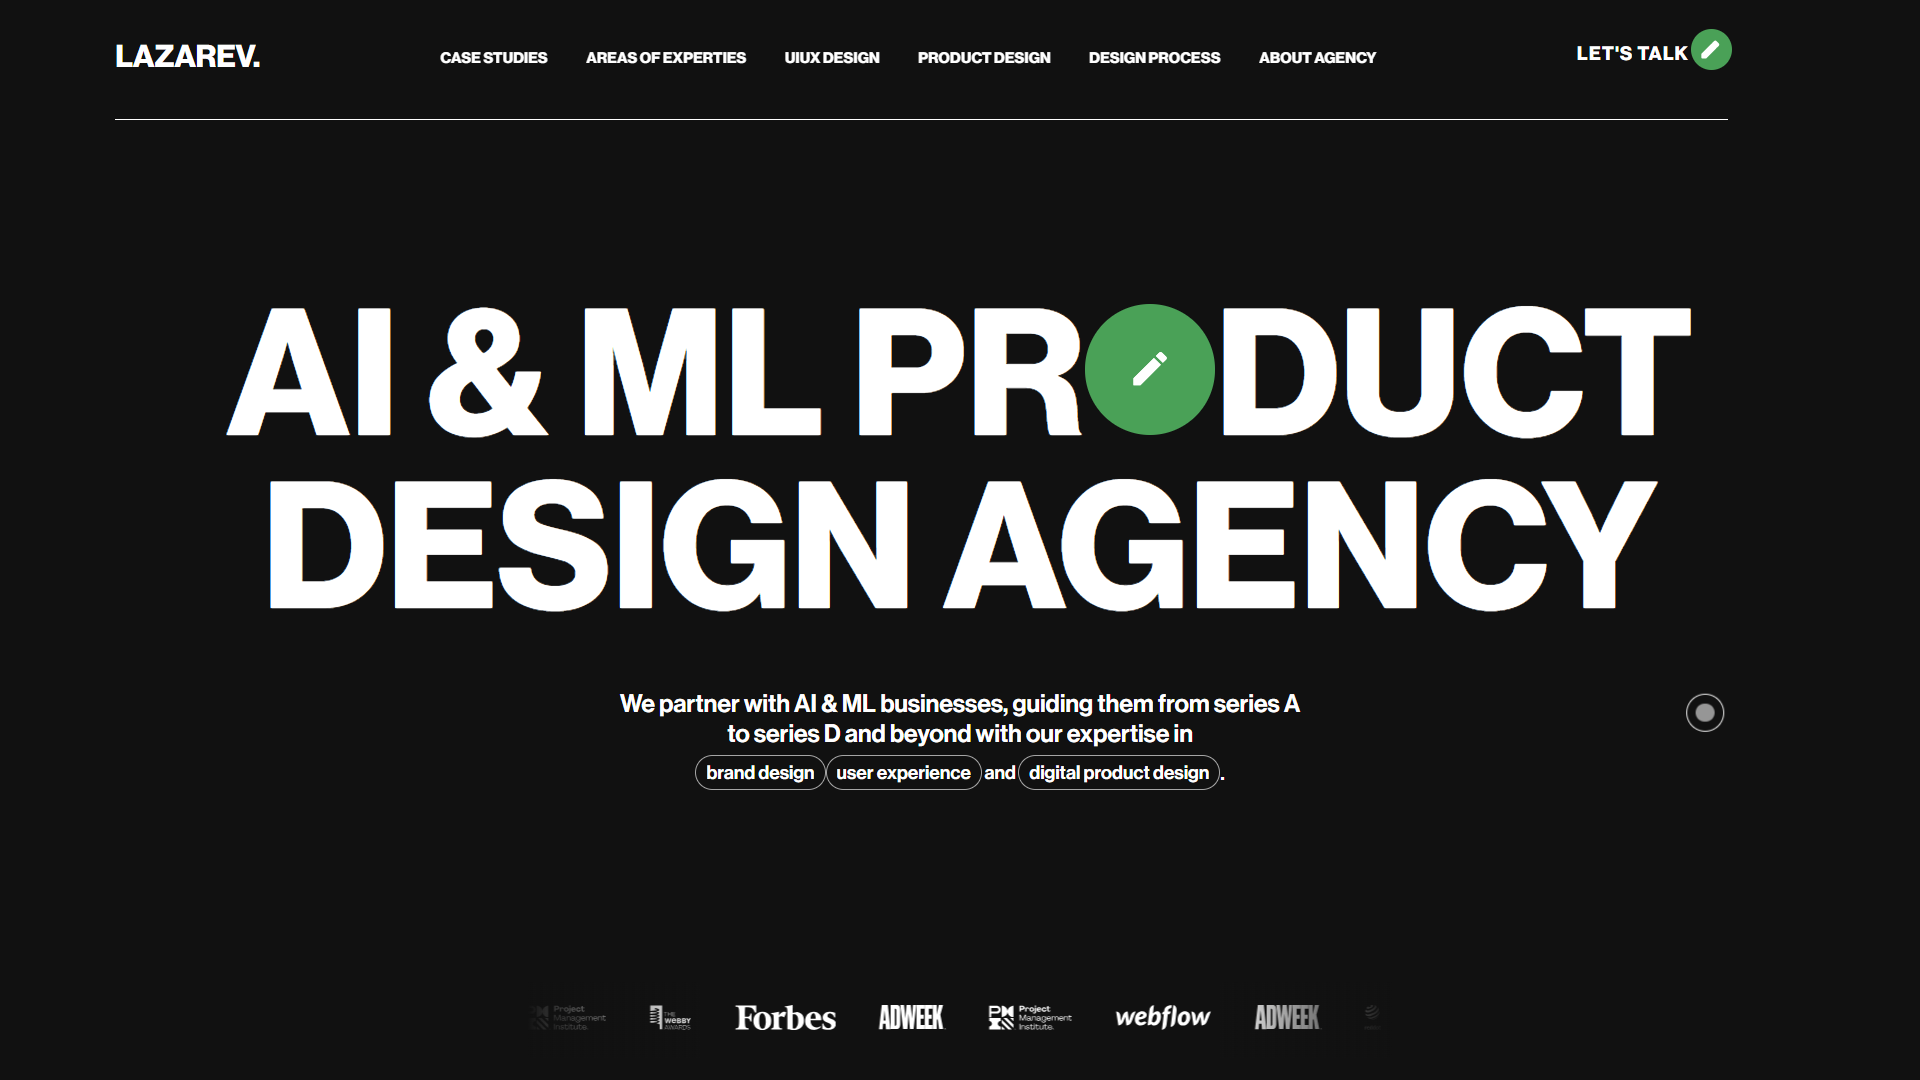 LAZAREV.
CASE STUDIES
AREAS OF EXPERTIES
UIUX DESIGN
PRODUCT DESIGN
DESIGN PROCESS
ABOUT AGENCY
LET'S TALK
AI & ML PR DUCT
DESIGN AGENCY
We partner with AI & ML businesses, guiding them from series A
to series D and beyond with our expertise in
brand design user experience and digital product design.
Project
Management
Institute.
THE
WEBBY
AWARDS
Forbes
ADWEEK
Project
Management
Institute.
webflow
ADWEEK